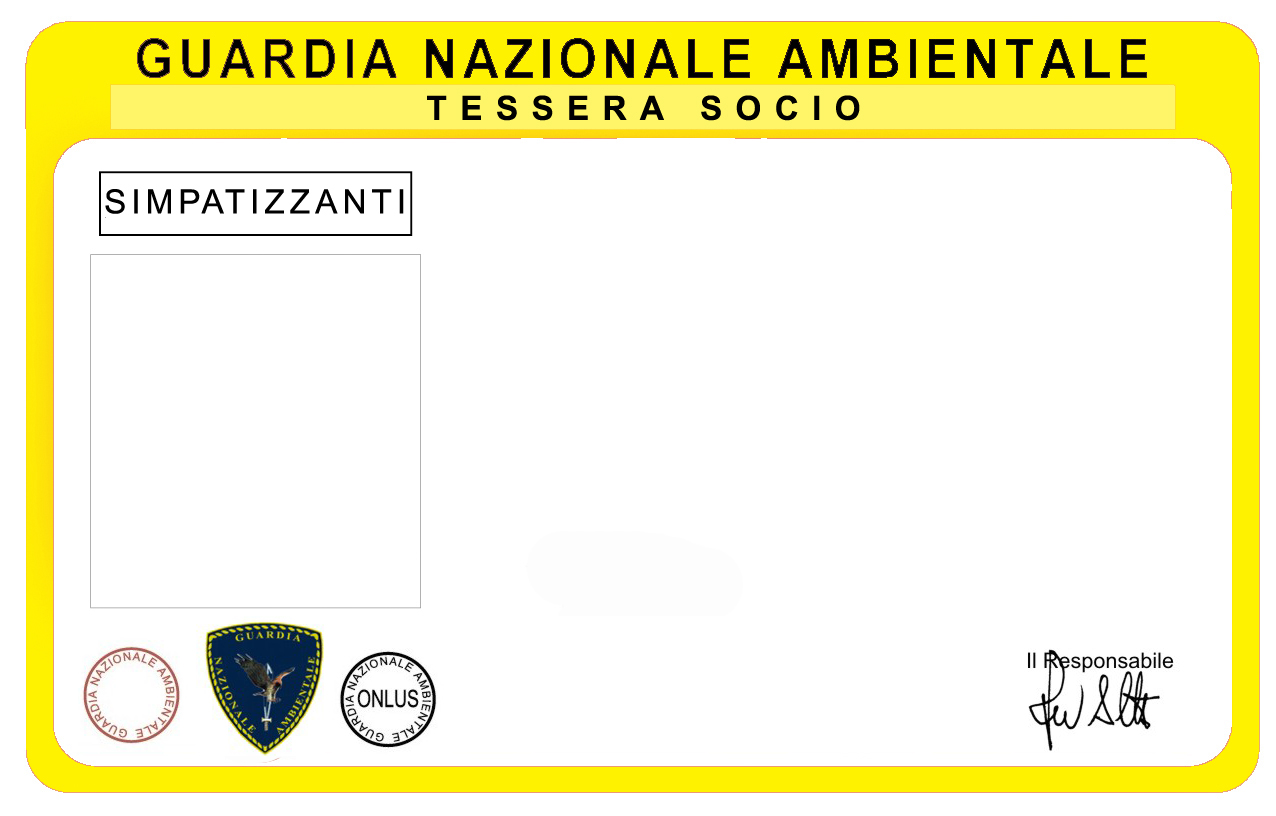 GUARDIA NAZIONALE AMBIENTALE
TESSERA SOCIO
SIMPATIZZANTI
GUARDIA NAZIONALE AMBIENTALE
GUARDIA
NAZIONALE
AMBIENTALE
GUARDIA NAZIONALE AMBIENTALE
ONLUS
Il Responsabile